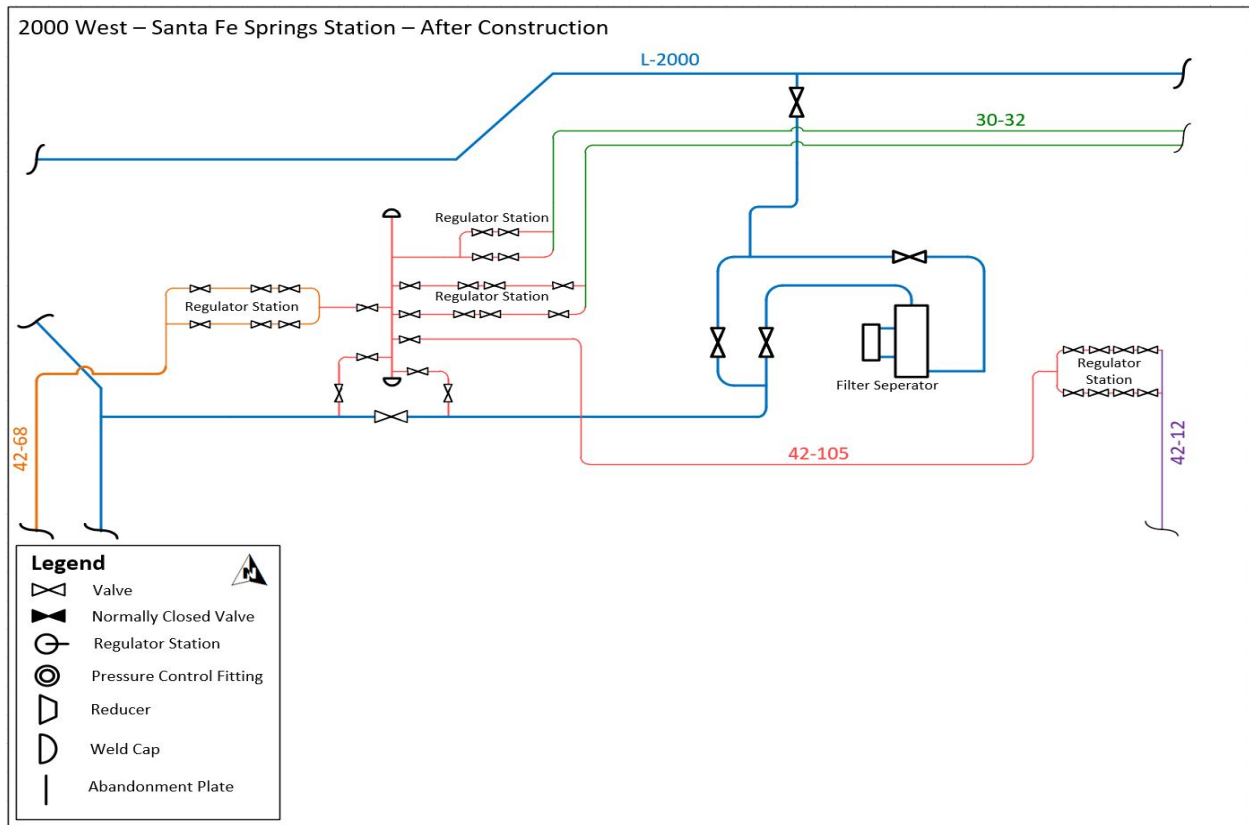 2000 West – Santa Fe Springs Station – After Construction
L-2000
30-32
Regulator Station
Regulator Station
Regulator Station
Filter Seperator
Regulator
Station
42-68
42-105
42-12
Legend
N
Valve
Normally Closed Valve
Regulator Station
Pressure Control Fitting
Reducer
Weld Cap
Abandonment Plate